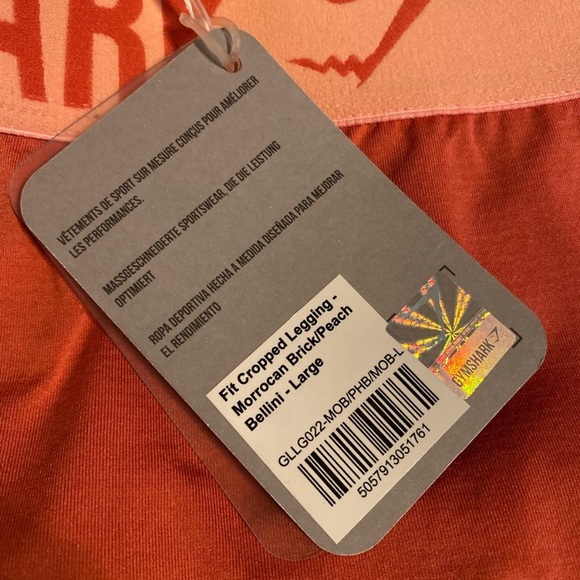 ARK
VÊTEMENTS DE SPORT SUR MESURE CONÇUS POUR AMÉLIORER
LES PERFORMANCES.
MASSGESCHNEIDERTE SPORTSWEAR, DIE DIE LEISTUNG
OPTIMIERT
ROPA DEPORTIVA HECHA A MEDIDA DISEÑADA PARA MEJORAR
EL RENDIMIENTO
Fit Cropped Legging -
Morrocan Brick/Peach
Bellini - Large
GLLG022-MOB/PHB/MOB-L
5057913051761
GYMSHARK